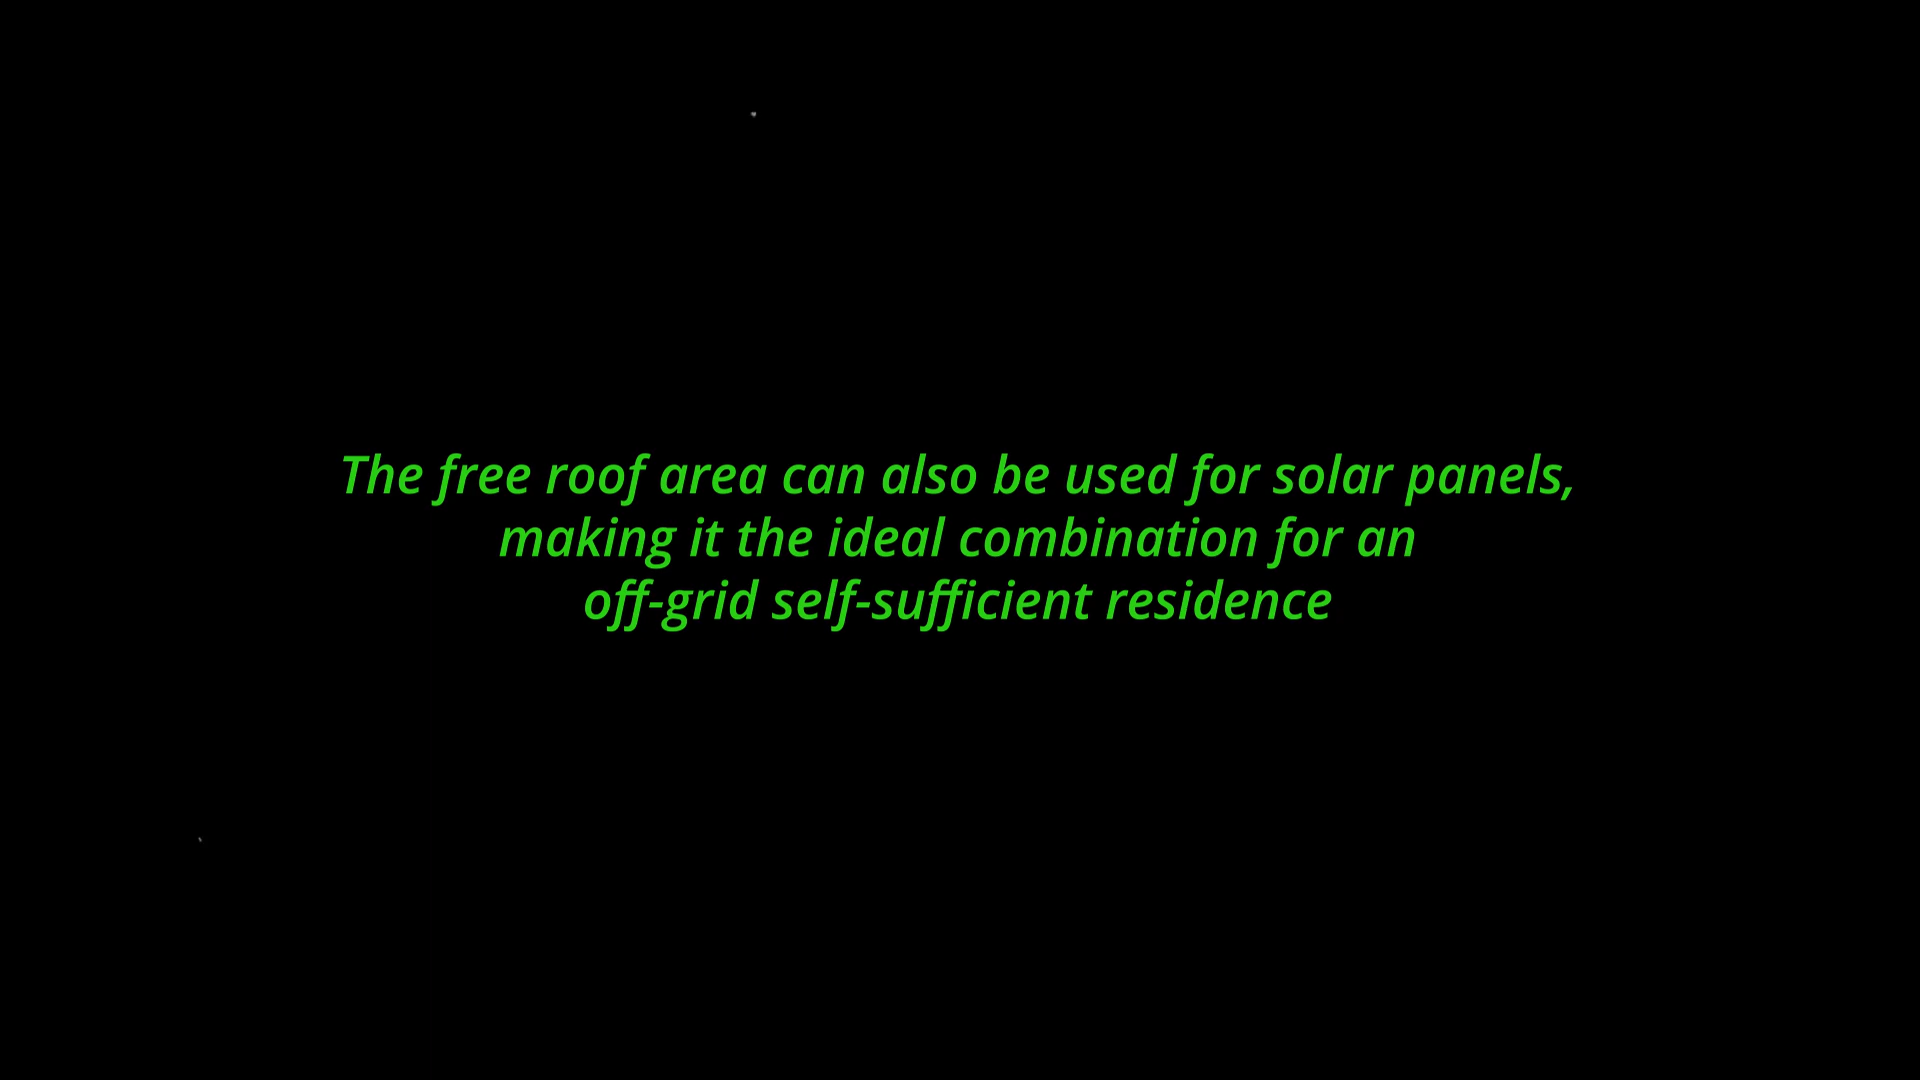 The free roof area can also be used for solar panels,
making it the ideal combination for an
off-grid self-sufficient residence